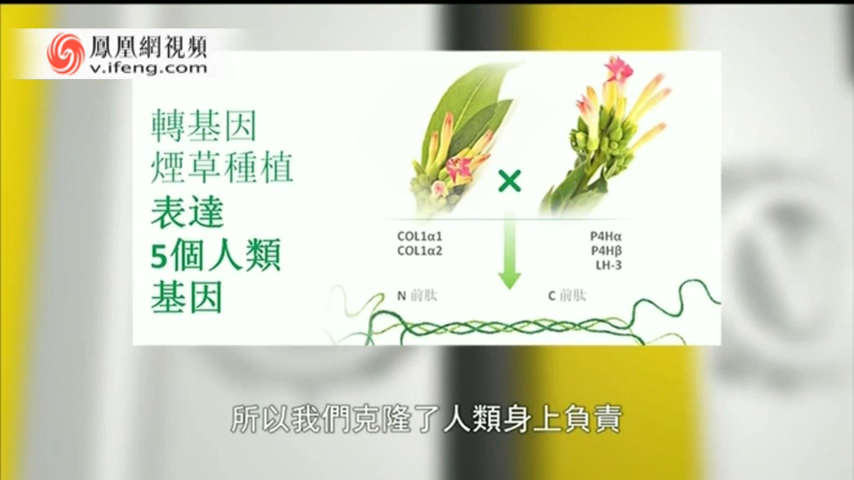 鳳凰網視頻
v.ifeng.com
轉基因
煙草種植
表達
5個人類
基因
COL1α1
COL1α2
P4Hα
P4Hβ
LH-3
N 前肽
C 前肽
所以我們克隆了人類身上負責